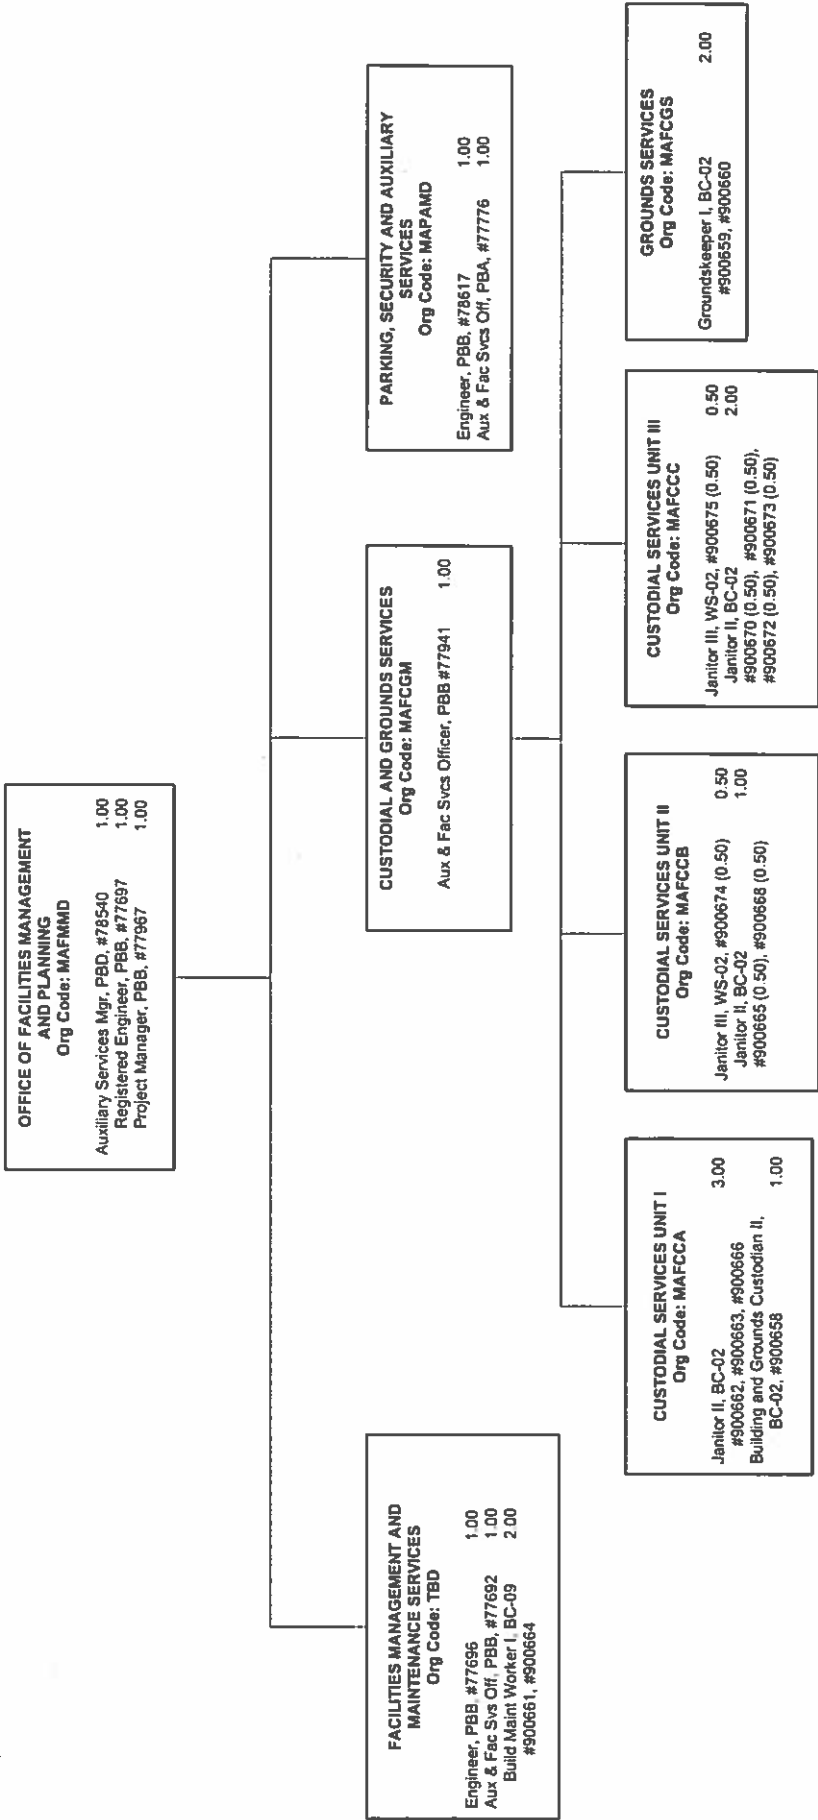 OFFICE OF FACILITIES MANAGEMENT
AND PLANNING
Org Code: MAFMMD
Auxiliary Services Mgr, PBD, #78540 1.00
Registered Engineer, PBB, #77697 1.00
Project Manager, PBB, #77967 1.00
FACILITIES MANAGEMENT AND
MAINTENANCE SERVICES
Org Code: TBD
Engineer, PBB, #77696 1.00
Aux & Fac Svs Off, PBB, #77692 1.00
Build Maint Worker I, BC-09 2.00
#900661, #900664
CUSTODIAL AND GROUNDS SERVICES
Org Code: MAFCGM
Aux & Fac Svcs Officer, PBB #77941 1.00
PARKING, SECURITY AND AUXILIARY
SERVICES
Org Code: MAPAMD
Engineer, PBB, #78617 1.00
Aux & Fac Svcs Off, PBA, #77776 1.00
CUSTODIAL SERVICES UNIT I
Org Code: MAFCCA
Janitor II, BC-02 3.00
#900662, #900663, #900666
Building and Grounds Custodian II,
BC-02, #900658 1.00
CUSTODIAL SERVICES UNIT II
Org Code: MAFCCB
Janitor III, WS-02, #900674 (0.50) 0.50
Janitor II, BC-02 1.00
#900665 (0.50), #900668 (0.50)
CUSTODIAL SERVICES UNIT III
Org Code: MAFCCC
Janitor III, WS-02, #900675 (0.50) 0.50
Janitor II, BC-02 2.00
#900670 (0.50), #900671 (0.50),
#900672 (0.50), #900673 (0.50)
GROUNDS SERVICES
Org Code: MAFCGS
Groundskeeper I, BC-02 2.00
#900659, #900660